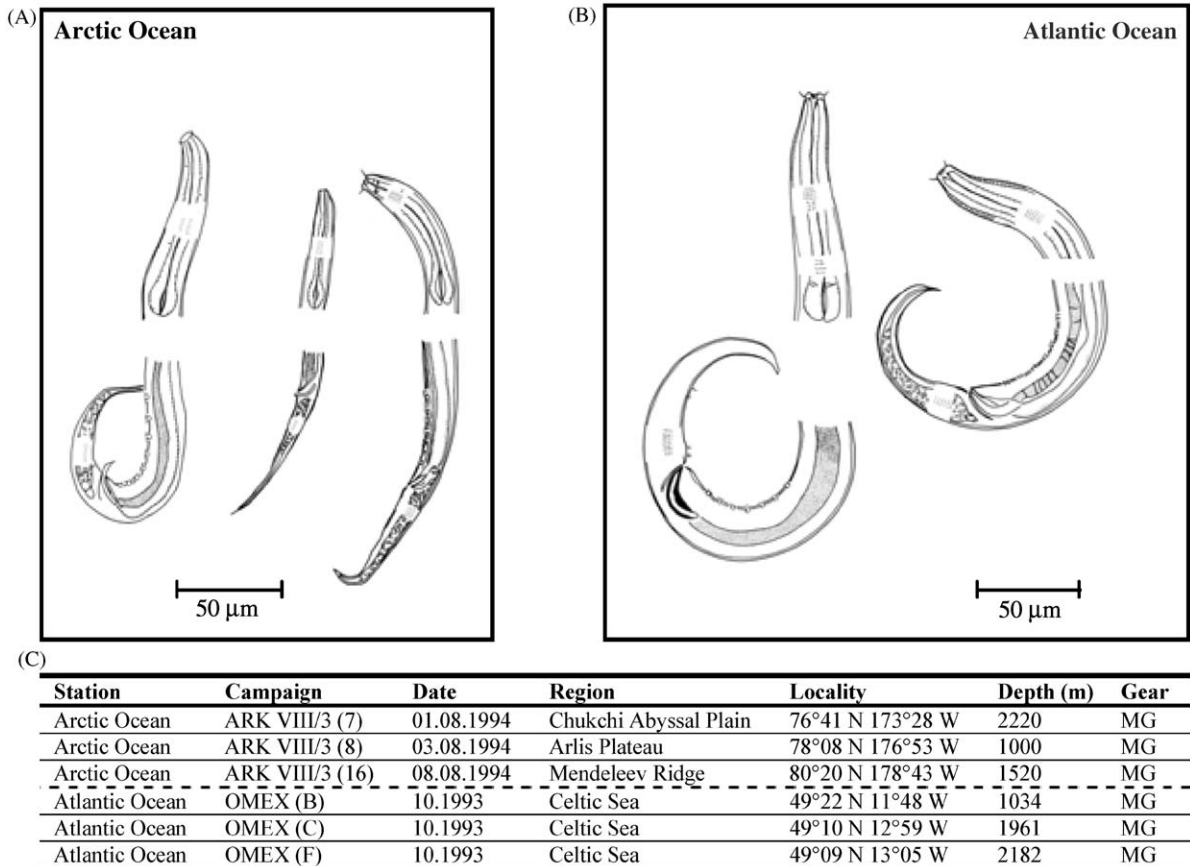 (A)
Arctic Ocean
50 μm
(B)
Atlantic Ocean
50 μm
(C)
Station Campaign Date Region Locality Depth (m) Gear
Arctic Ocean ARK VIII/3 (7) 01.08.1994 Chukchi Abyssal Plain 76°41 N 173°28 W 2220 MG
Arctic Ocean ARK VIII/3 (8) 03.08.1994 Arlis Plateau 78°08 N 176°53 W 1000 MG
Arctic Ocean ARK VIII/3 (16) 08.08.1994 Mendeleev Ridge 80°20 N 178°43 W 1520 MG
Atlantic Ocean OMEX (B) 10.1993 Celtic Sea 49°22 N 11°48 W 1034 MG
Atlantic Ocean OMEX (C) 10.1993 Celtic Sea 49°10 N 12°59 W 1961 MG
Atlantic Ocean OMEX (F) 10.1993 Celtic Sea 49°09 N 13°05 W 2182 MG